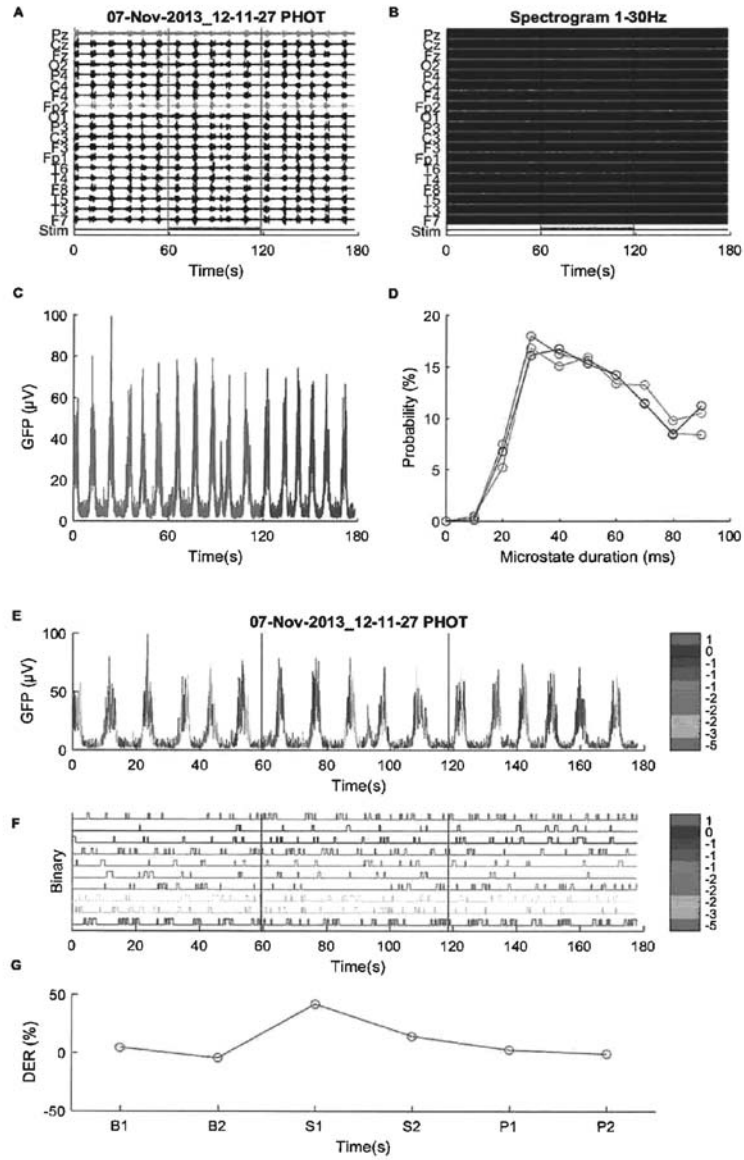 A
07-Nov-2013_12-11-27 PHOT
Pz
Cz
Fz
O2
P4
C4
F4
Fp2
O1
P3
C3
F3
Fp1
T6
T4
F8
T5
T3
F7
Stim
0 60 120 180
Time(s)
B
Spectrogram 1-30Hz
Pz
Cz
Fz
O2
P4
C4
F4
Fp2
O1
P3
C3
F3
Fp1
T6
T4
F8
T5
T3
F7
Stim
0 60 120 180
Time(s)
C
GFP (µV)
100
80
60
40
20
0
0 60 120 180
Time(s)
D
Probability (%)
20
15
10
5
0
0 20 40 60 80 100
Microstate duration (ms)
E
07-Nov-2013_12-11-27 PHOT
GFP (µV)
100
50
0
0 20 40 60 80 100 120 140 160 180
Time(s)
1
0
-1
-1
-2
-2
-3
-5
F
Binary
0 20 40 60 80 100 120 140 160 180
Time(s)
1
0
-1
-1
-2
-2
-3
-5
G
DER (%)
50
0
-50
B1 B2 S1 S2 P1 P2
Time(s)